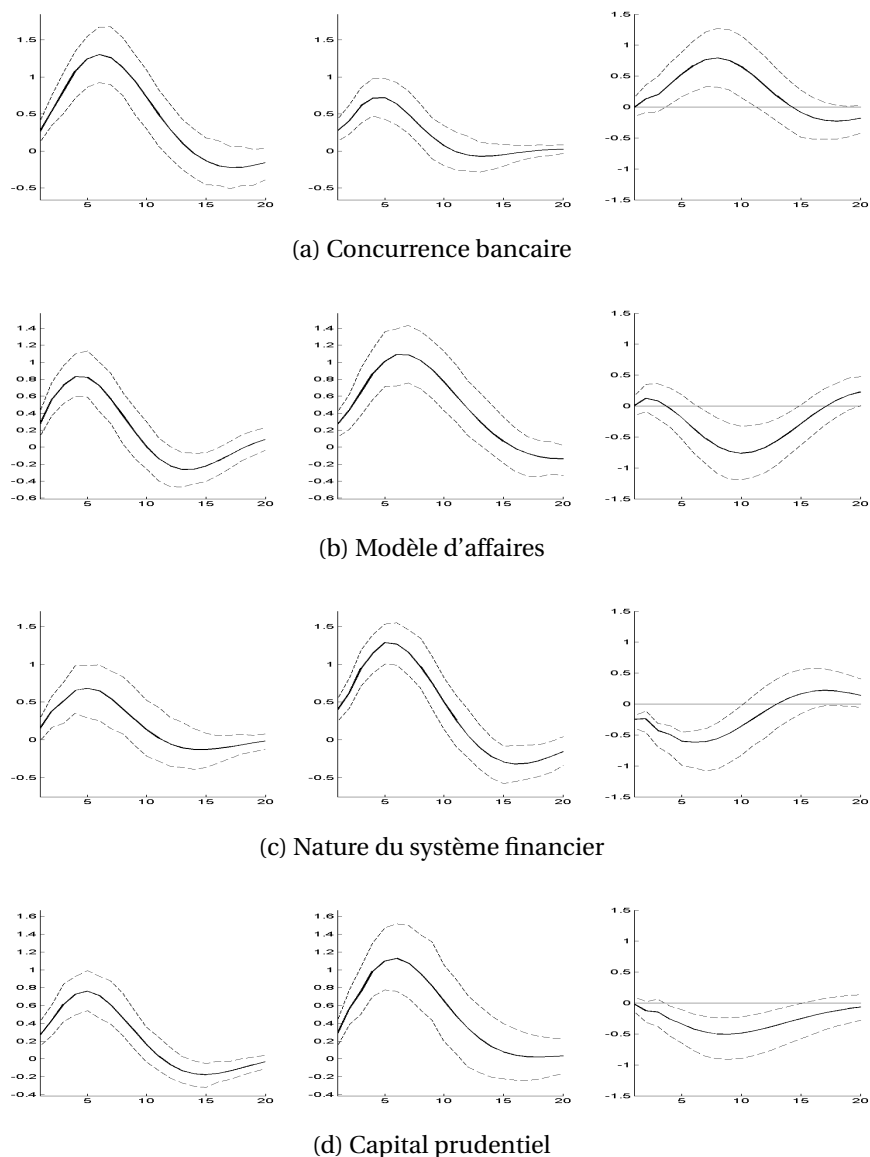 1.5 1.5 1.5
1 1 1
0.5 0.5 0.5
0 0 0
-0.5 -0.5 -0.5
-1
-1.5
5 10 15 20 5 10 15 20 5 10 15 20
(a) Concurrence bancaire
1.4 1.4 1.5
1.2 1.2 1
1 1 0.5
0.8 0.8 0
0.6 0.6 -0.5
0.4 0.4 -1
0.2 0.2 -1.5
0 0
-0.2 -0.2
-0.4 -0.4
-0.6 -0.6
5 10 15 20 5 10 15 20 5 10 15 20
(b) Modèle d'affaires
1.5 1.5 1.5
1 1 1
0.5 0.5 0.5
0 0 0
-0.5 -0.5 -0.5
-1
-1.5
5 10 15 20 5 10 15 20 5 10 15 20
(c) Nature du système financier
1.6 1.6 1.5
1.4 1.4 1
1.2 1.2 0.5
1 1 0
0.8 0.8 -0.5
0.6 0.6 -1
0.4 0.4 -1.5
0.2 0.2
0 0
-0.2 -0.2
-0.4 -0.4
5 10 15 20 5 10 15 20 5 10 15 20
(d) Capital prudentiel